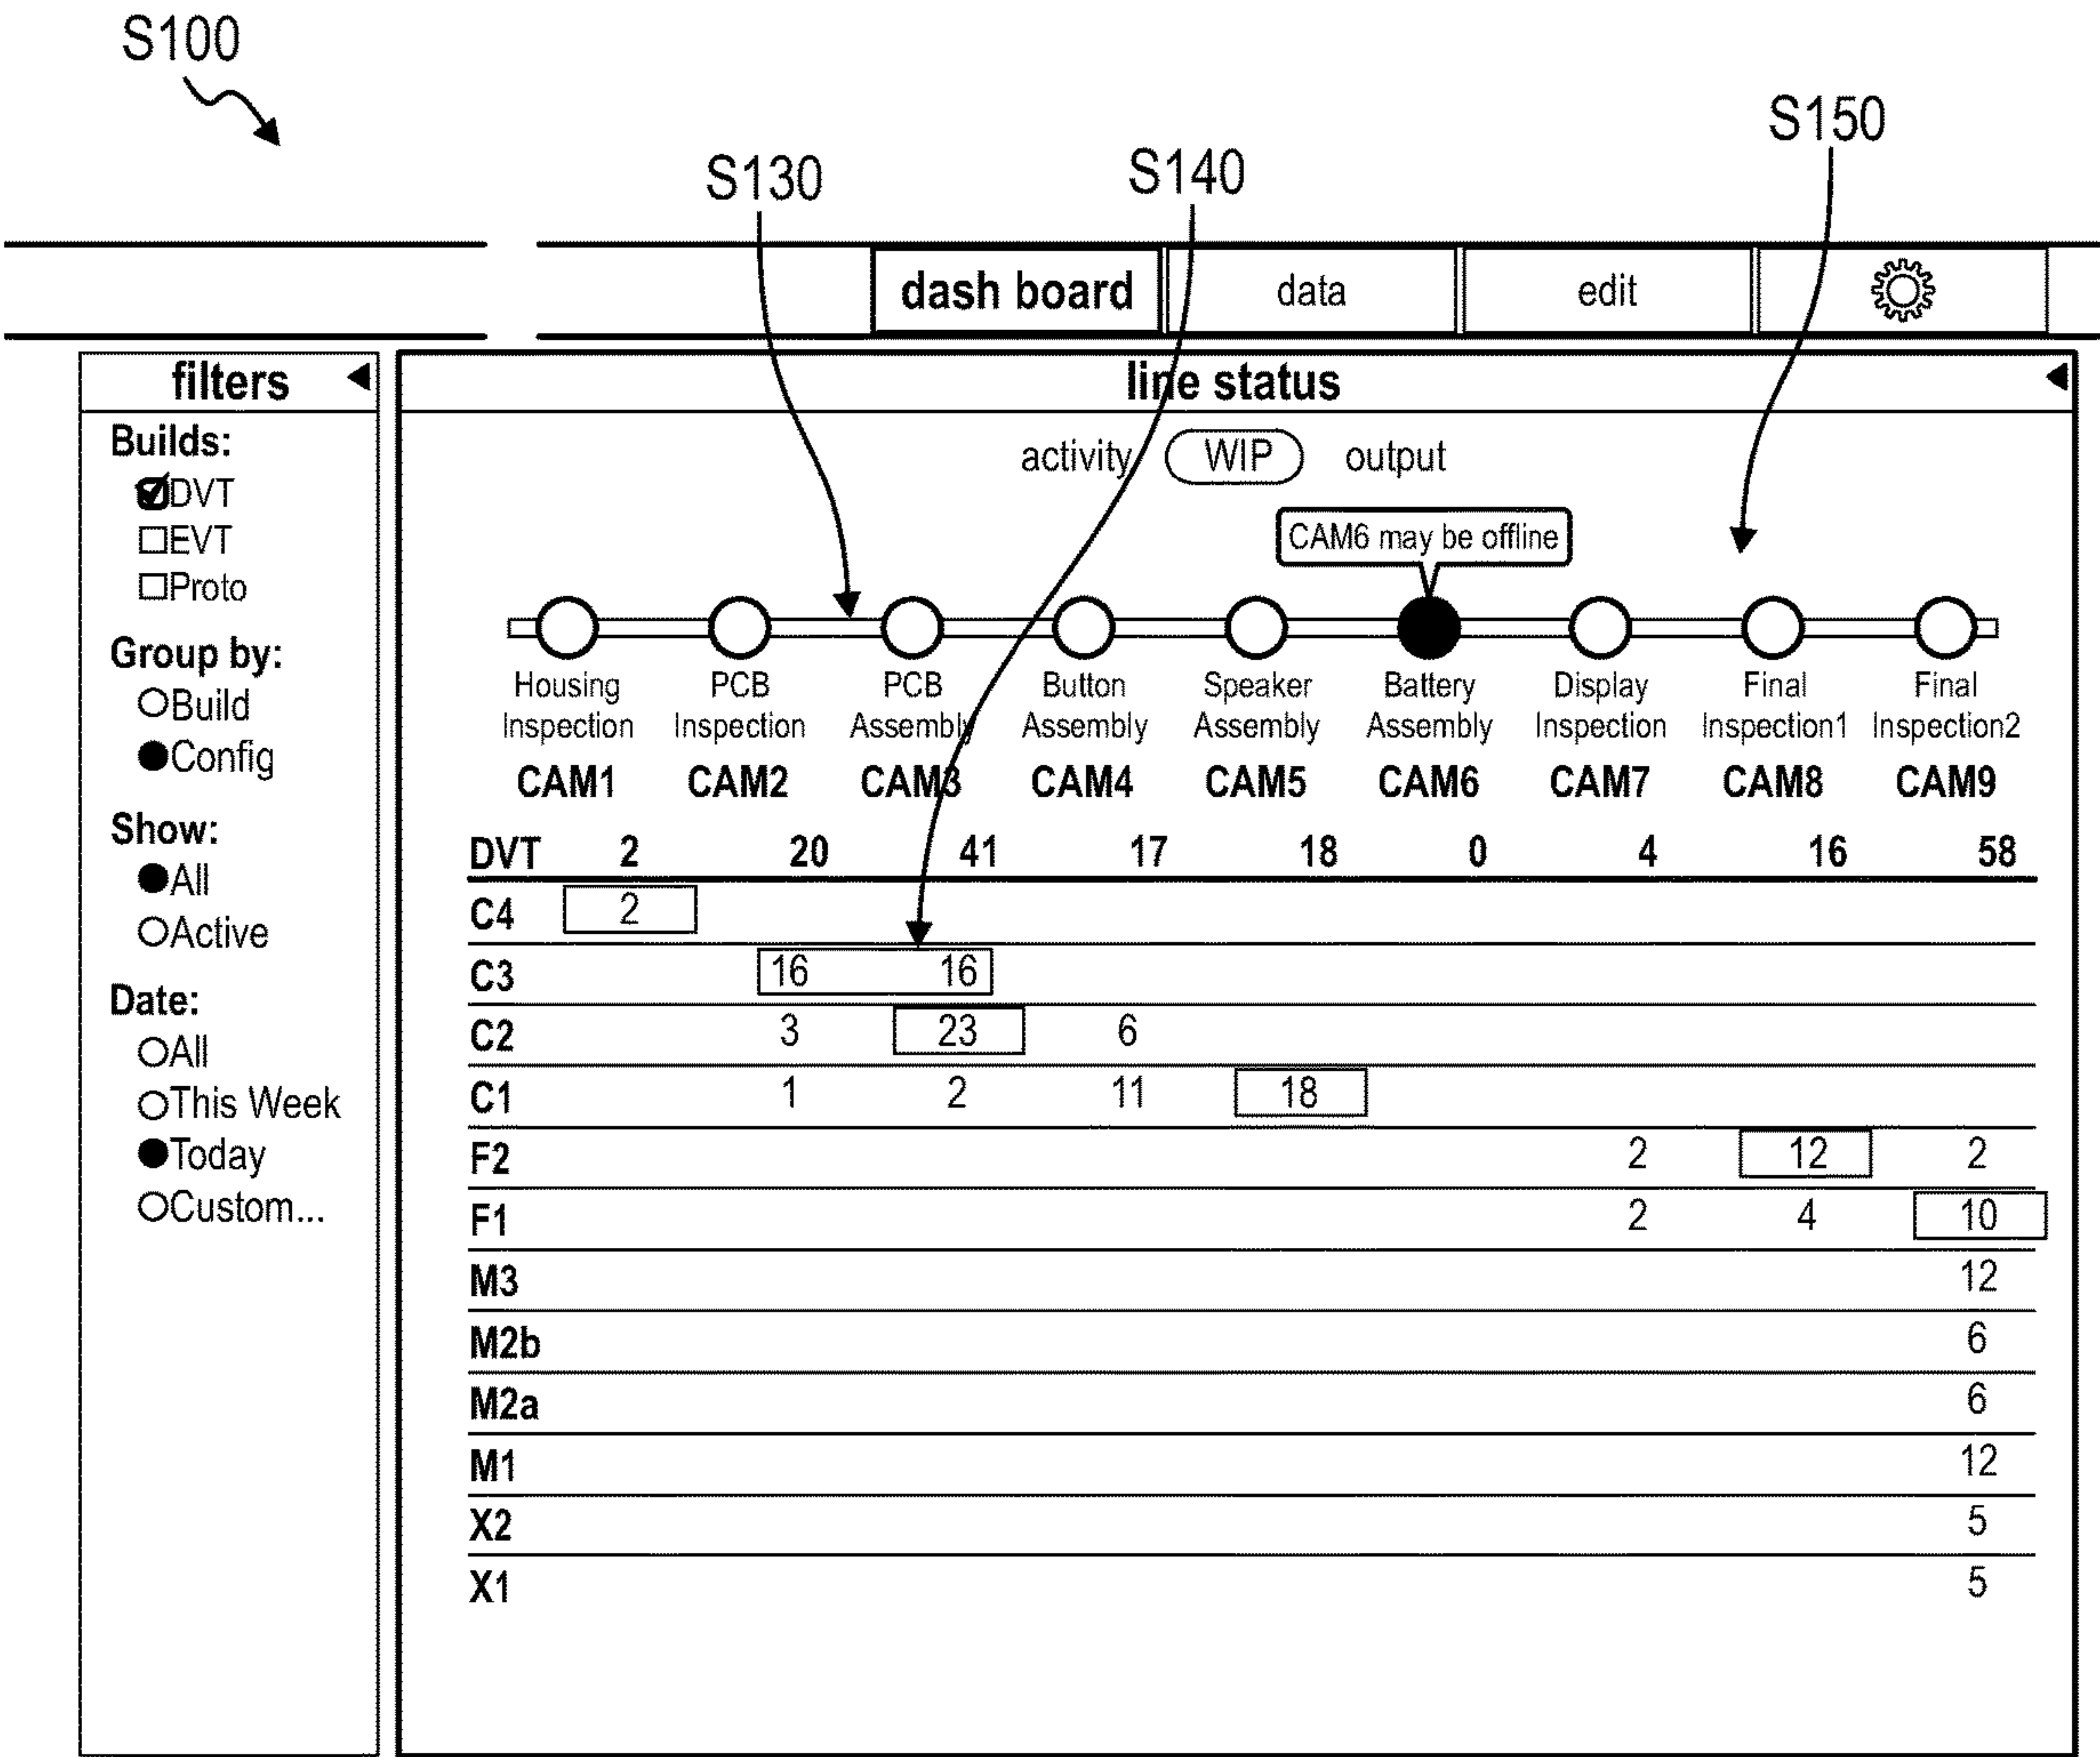 S100
S130
S140
S150
dash board data edit
filters
Builds:
DVT
EVT
Proto
Group by:
Build
Config
Show:
All
Active
Date:
All
This Week
Today
Custom...
line status
activity WIP output
CAM6 may be offline
Housing PCB PCB Button Speaker Battery Display Final Final
Inspection Inspection Assembly Assembly Assembly Assembly Inspection Inspection1 Inspection2
CAM1 CAM2 CAM3 CAM4 CAM5 CAM6 CAM7 CAM8 CAM9
DVT 2 20 41 17 18 0 4 16 58
C4 2
C3 16 16
C2 3 23 6
C1 1 2 11 18
F2 2 12 2
F1 2 4 10
M3 12
M2b 6
M2a 6
M1 12
X2 5
X1 5